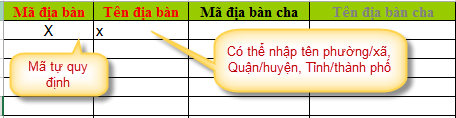 Mã địa bàn Tên địa bàn Mã địa bàn cha Tên địa bàn cha
X x
Mã tự quy
định
Có thể nhập tên phường/xã,
Quận/huyện, Tỉnh/thành phố